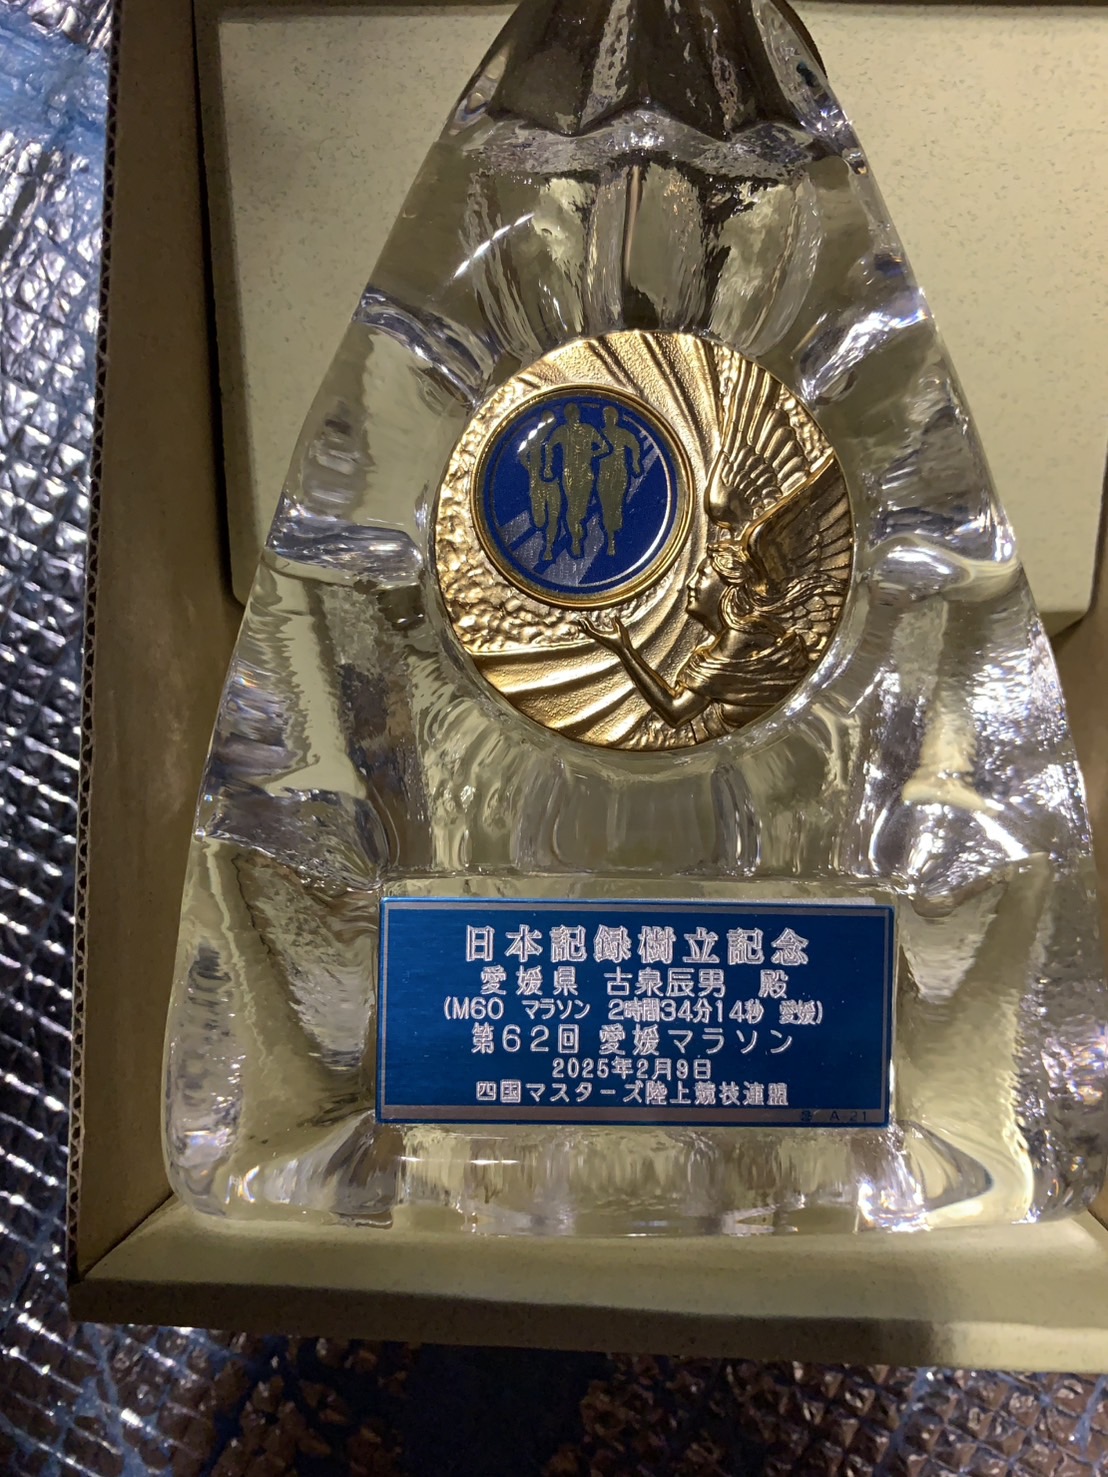 日本記録樹立記念
愛媛県 古泉辰男 殿
(M60 マラソン 2時間34分14秒 愛媛)
第62回 愛媛マラソン
2025年2月9日
四国マスターズ陸上競技連盟
A.21